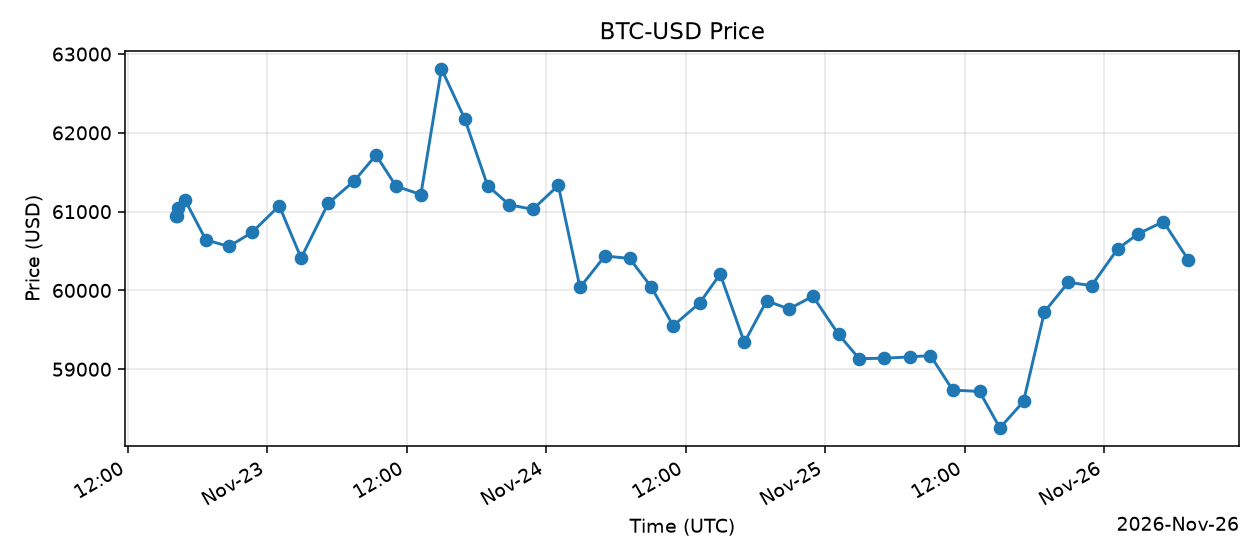 BTC-USD Price
Price (USD)
63000
62000
61000
60000
59000
12:00
Nov-23
12:00
Nov-24
12:00
Nov-25
12:00
Nov-26
Time (UTC)
2026-Nov-26